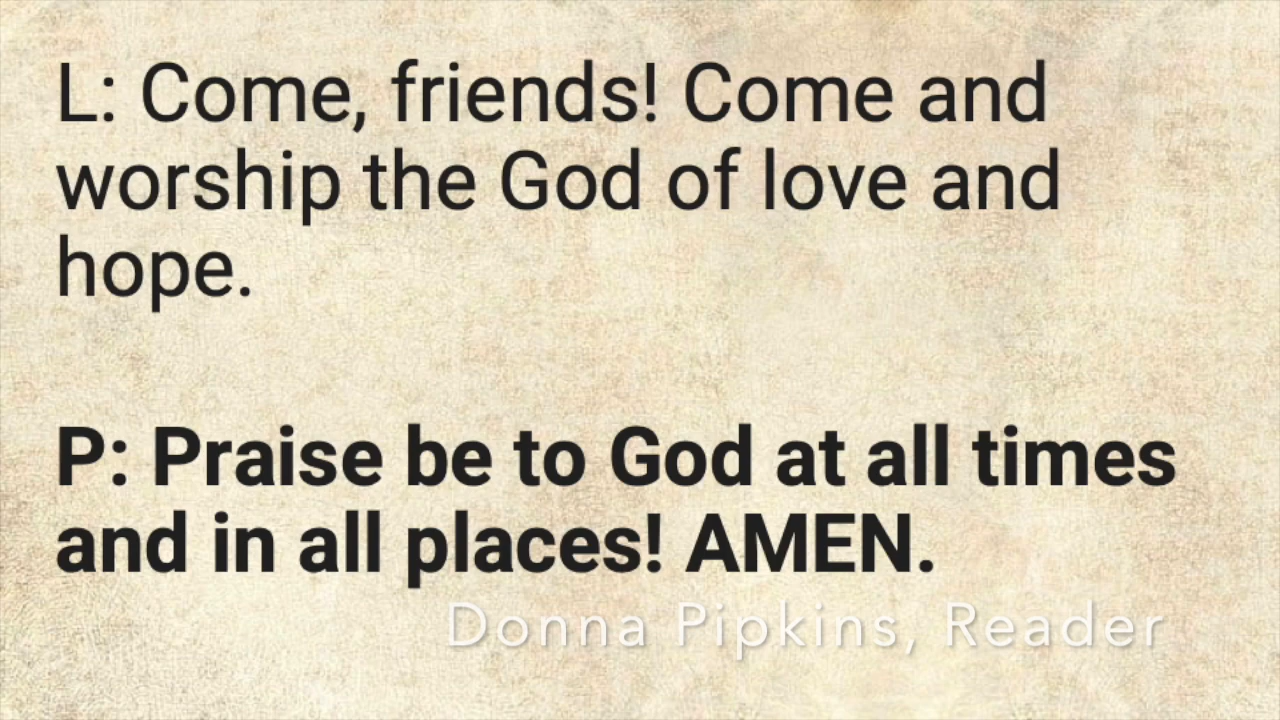 L: Come, friends! Come and
worship the God of love and
hope.
P: Praise be to God at all times
and in all places! AMEN.
Donna Pipkins, Reader